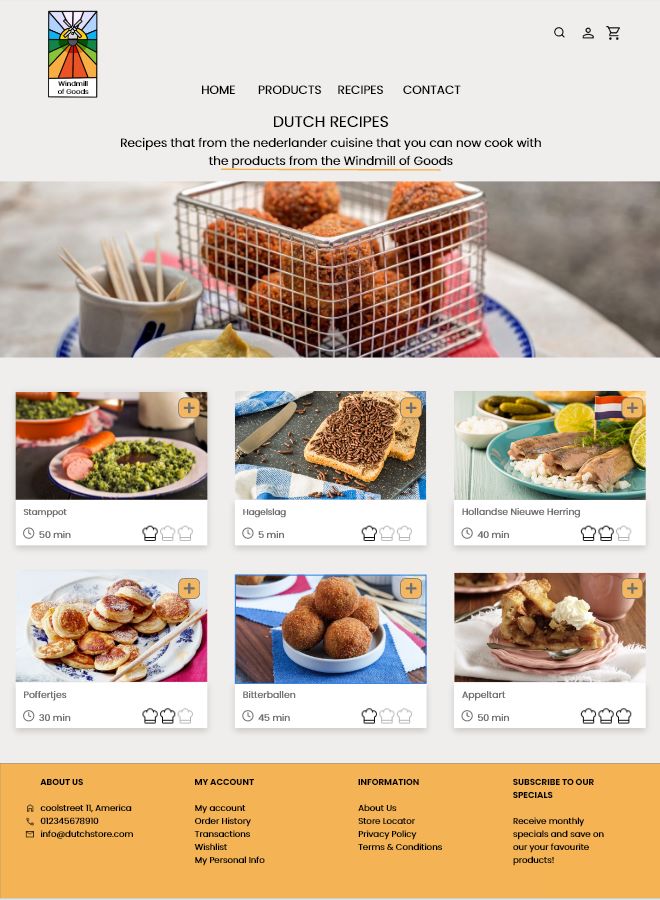 Windmill
of Goods
HOME PRODUCTS RECIPES CONTACT
DUTCH RECIPES
Recipes that from the nederlander cuisine that you can now cook with
the products from the Windmill of Goods
Stamppot
50 min
Hagelslag
5 min
Hollandse Nieuwe Herring
40 min
Poffertjes
30 min
Bitterballen
45 min
Appeltart
50 min
ABOUT US
coolstreet 11, America
012345678910
info@dutchstore.com
MY ACCOUNT
My account
Order History
Transactions
Wishlist
My Personal Info
INFORMATION
About Us
Store Locator
Privacy Policy
Terms & Conditions
SUBSCRIBE TO OUR
SPECIALS
Receive monthly
specials and save on
our your favourite
products!